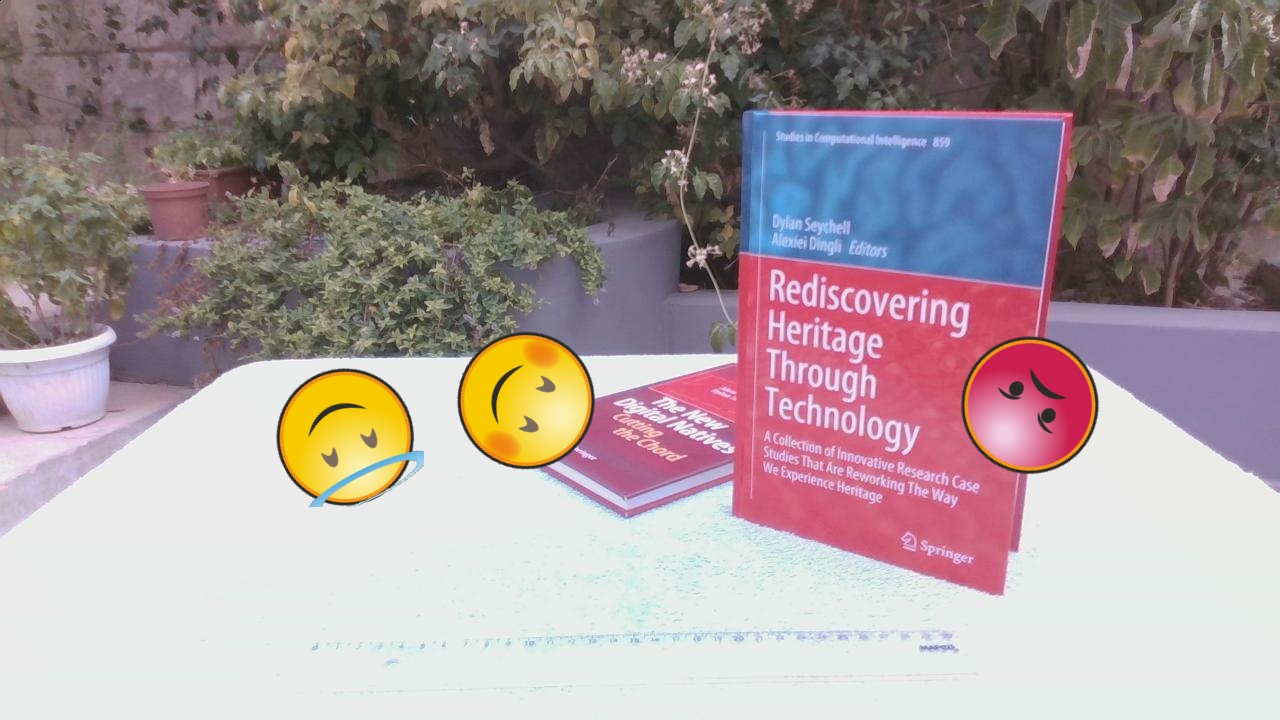 Studies in Computational Intelligence 859
Dylan Seychell
Alexiei Dingli Editors
Rediscovering
Heritage
Through
Technology
A Collection of Innovative Research Case
Studies That Are Reworking The Way
We Experience Heritage
Springer
The New
Digital Natives
Cutting
the Chord